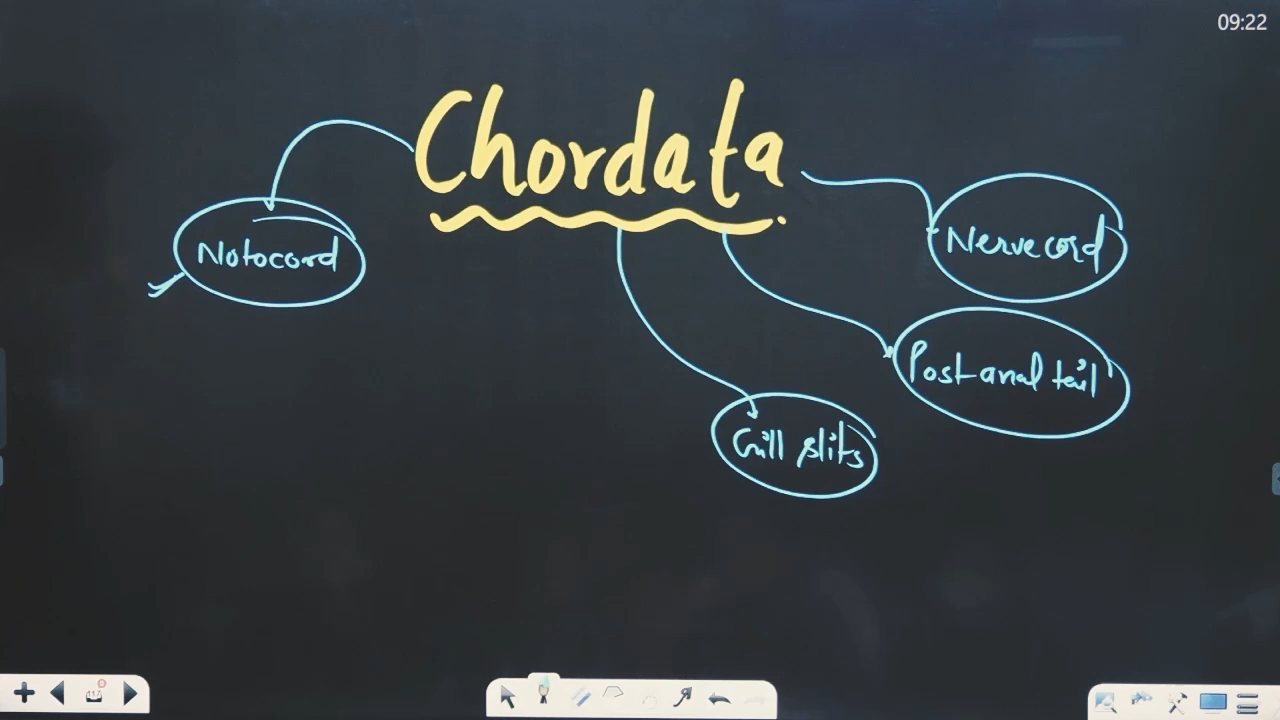 09:22
Chordata
Notocord
Nerve cord
Post anal tail
Gill slits